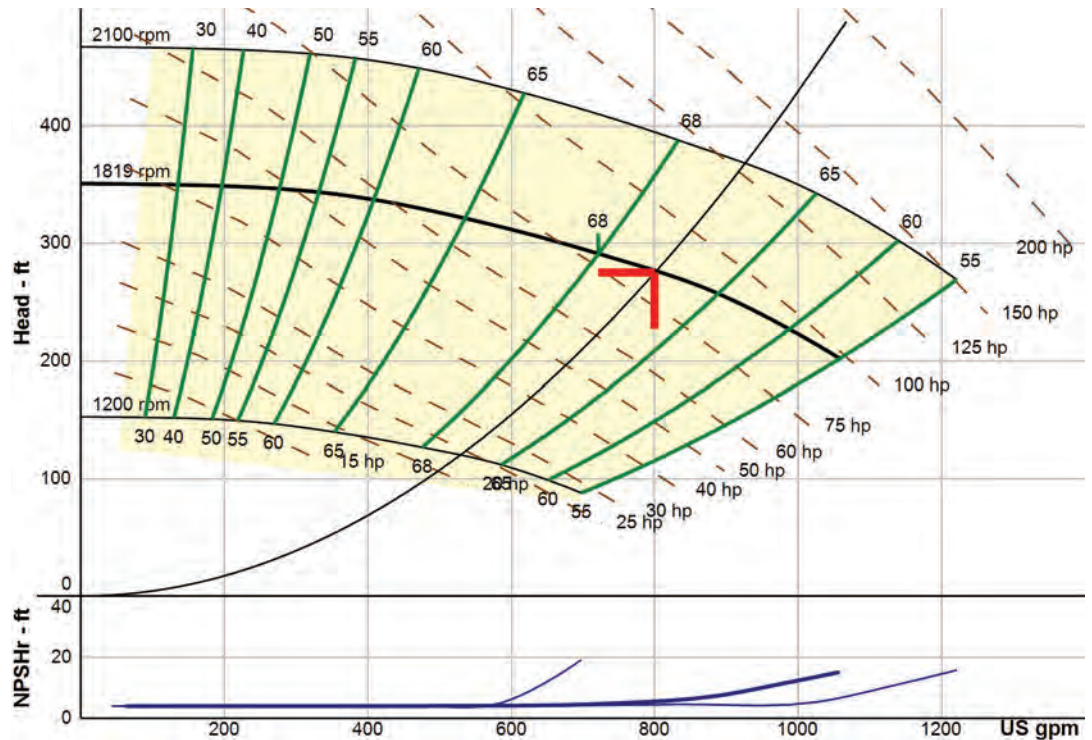 2100 rpm 30 40 50 55 60 65 68 65 60 55
400
1819 rpm
68
300
200 hp
150 hp
125 hp
100 hp
75 hp
60 hp
50 hp
40 hp
30 hp
25 hp
200
1200 rpm
30 40 50 55 60 65 15 hp 68 65 60 55
20 hp
100
0
Head - ft
40
20
0
NPSHr - ft
200 400 600 800 1000 1200 US gpm